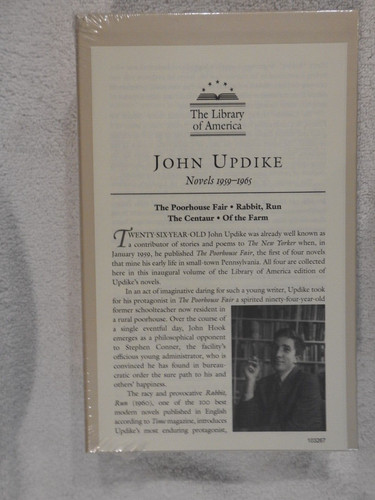 The Library
of America
JOHN UPDIKE
Novels 1959–1965
The Poorhouse Fair • Rabbit, Run
The Centaur • Of the Farm
TWENTY-SIX-YEAR-OLD John Updike was already well known as
a contributor of stories and poems to The New Yorker when, in
January 1959, he published The Poorhouse Fair, the first of four novels
that mine his early life in small-town Pennsylvania. All four are collected
here in this inaugural volume of the Library of America edition of
Updike's novels.
In an act of imaginative daring for such a young writer, Updike took
for his protagonist in The Poorhouse Fair a spirited ninety-four-year-old
former schoolteacher now resident in
a rural poorhouse. Over the course of
a single eventful day, John Hook
emerges as a philosophical opponent
to Stephen Conner, the facility's
officious young administrator, who is
convinced he has found in bureau-
cratic order the sure path to his and
others' happiness.
The racy and provocative Rabbit,
Run (1960), one of the 100 best
modern novels published in English
according to Time magazine, introduces
Updike's most enduring protagonist,